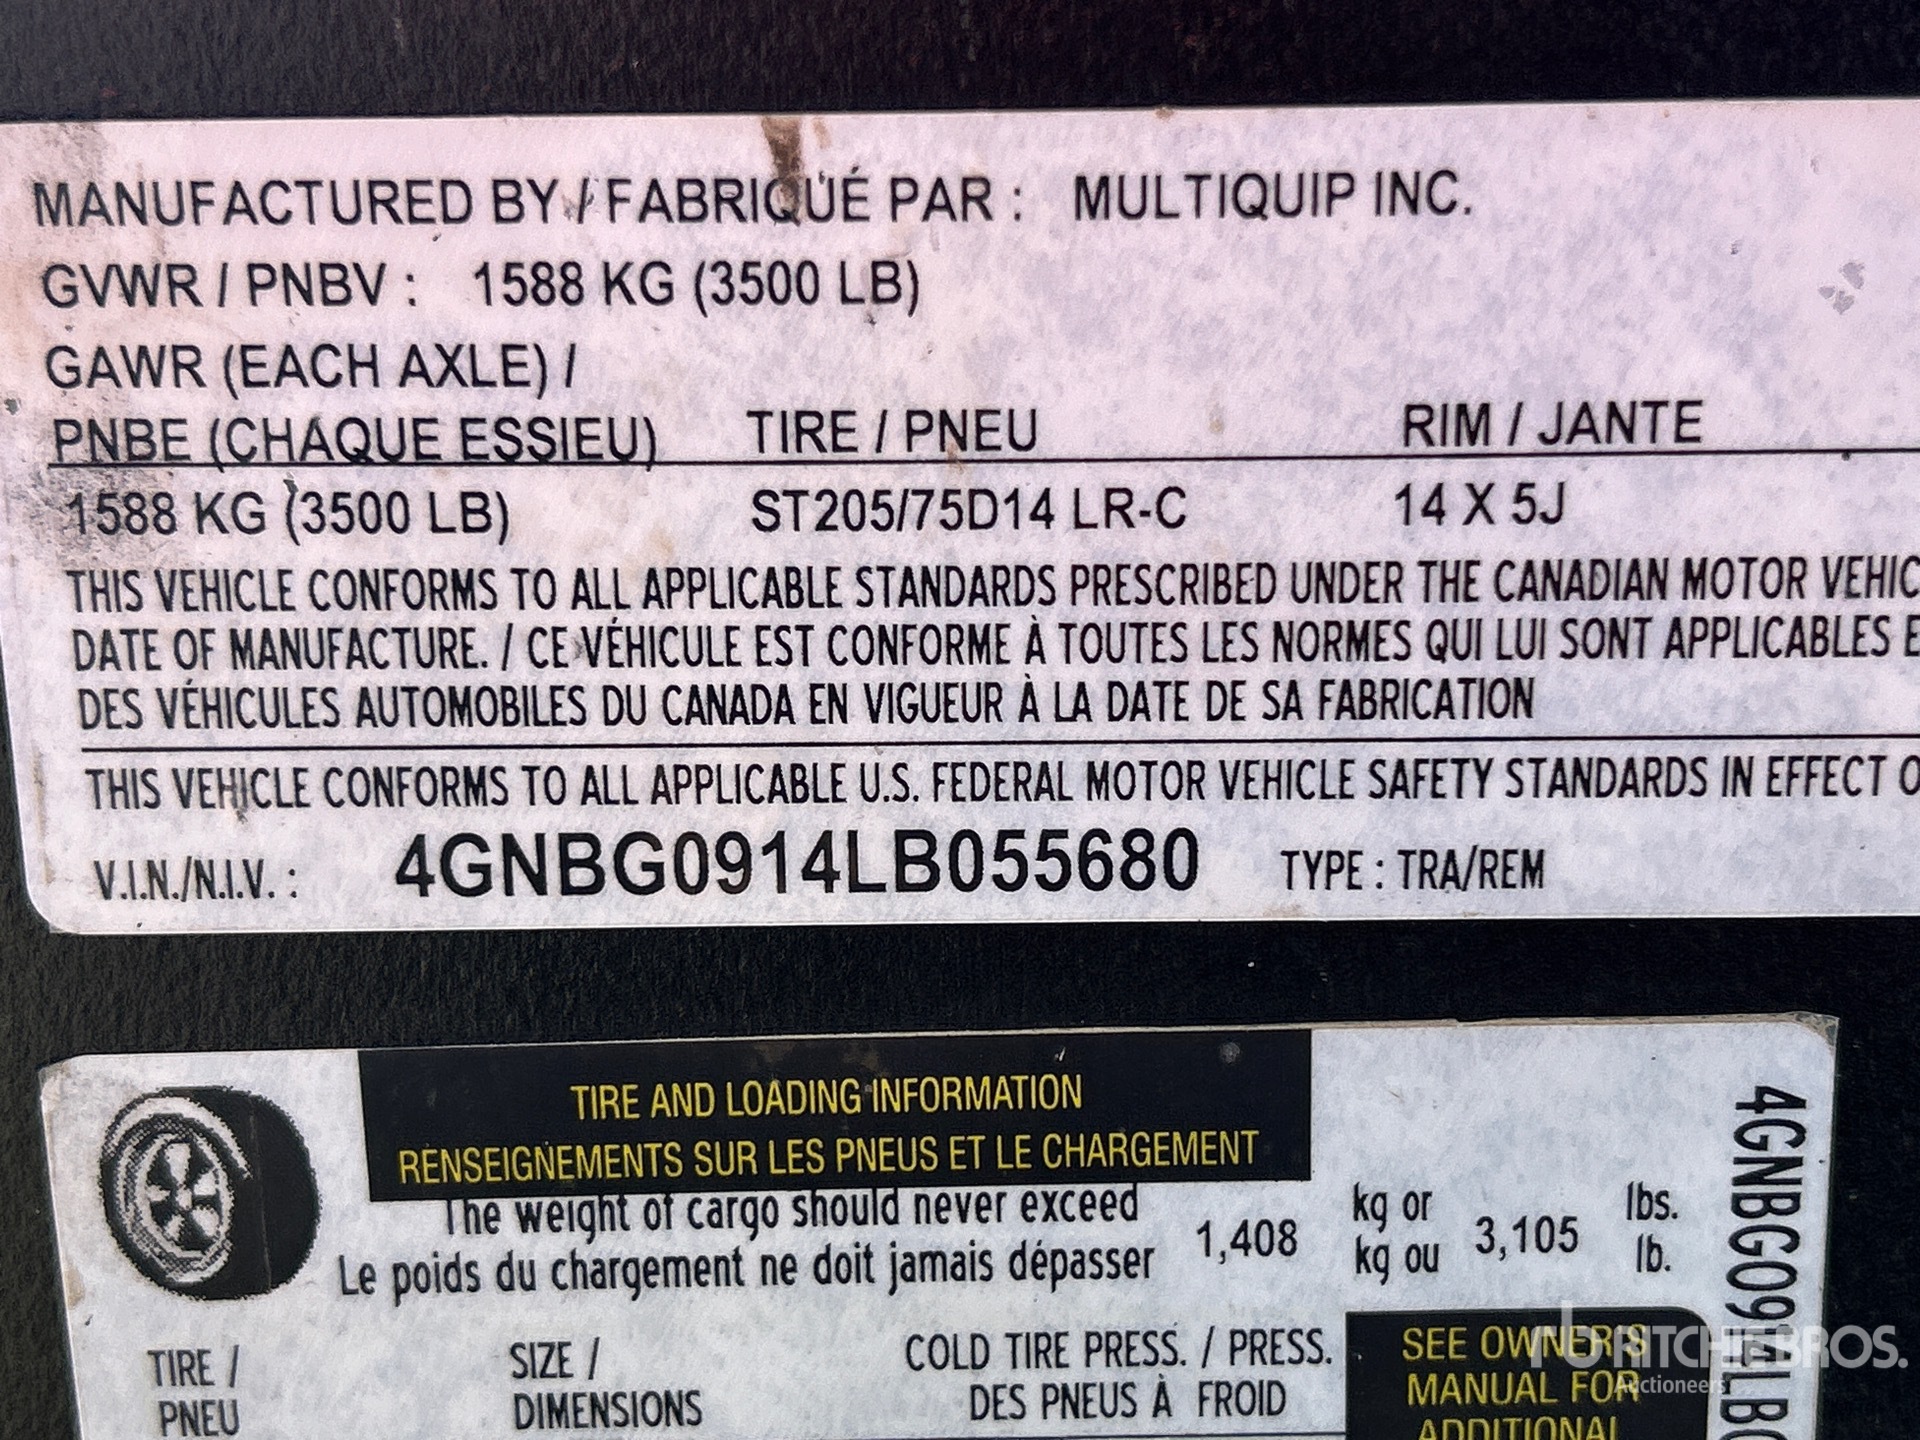 MANUFACTURED BY / FABRIQUÉ PAR : MULTIQUIP INC.
GVWR / PNBV : 1588 KG (3500 LB)
GAWR (EACH AXLE) /
PNBE (CHAQUE ESSIEU) TIRE / PNEU RIM / JANTE
1588 KG (3500 LB) ST205/75D14 LR-C 14 X 5J
THIS VEHICLE CONFORMS TO ALL APPLICABLE STANDARDS PRESCRIBED UNDER THE CANADIAN MOTOR VEHIC
DATE OF MANUFACTURE. / CE VÉHICULE EST CONFORME À TOUTES LES NORMES QUI LUI SONT APPLICABLES E
DES VÉHICULES AUTOMOBILES DU CANADA EN VIGUEUR À LA DATE DE SA FABRICATION
THIS VEHICLE CONFORMS TO ALL APPLICABLE U.S. FEDERAL MOTOR VEHICLE SAFETY STANDARDS IN EFFECT O
V.I.N./N.I.V. : 4GNBG0914LB055680 TYPE : TRA/REM
TIRE AND LOADING INFORMATION
RENSEIGNEMENTS SUR LES PNEUS ET LE CHARGEMENT
The weight of cargo should never exceed 1,408 kg or 3,105 lbs.
Le poids du chargement ne doit jamais dépasser kg ou lb.
TIRE / SIZE / COLD TIRE PRESS. / PRESS.
PNEU DIMENSIONS DES PNEUS À FROID
SEE OWNER'S
MANUAL FOR
ADDITIONAL
4GNBG0914LB0
RITCHIE BROS.
Auctioneers